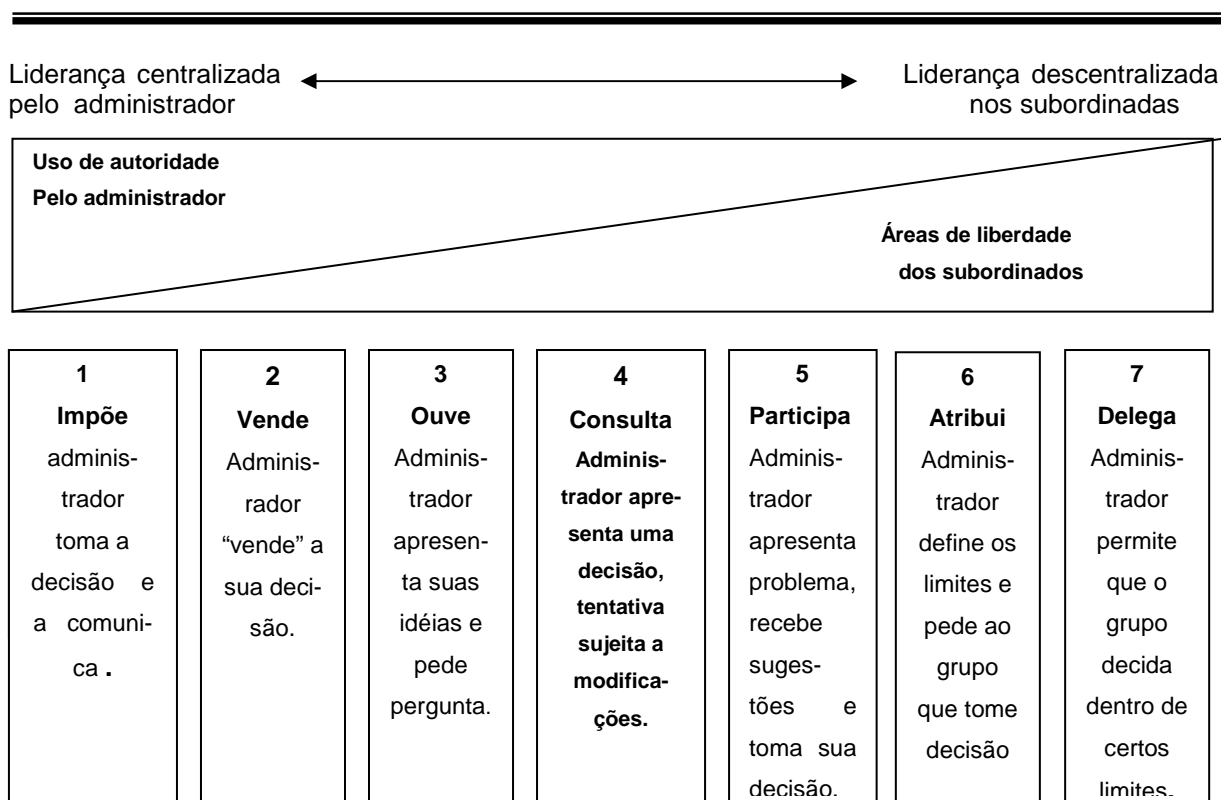 Liderança centralizada
pelo administrador
Liderança descentralizada
nos subordinadas
Uso de autoridade
Pelo administrador
Áreas de liberdade
dos subordinados
1
Impõe
adminis-
trador
toma a
decisão e
a comuni-
ca .
2
Vende
Adminis-
rador
“vende” a
sua deci-
são.
3
Ouve
Adminis-
trador
apresen-
ta suas
idéias e
pede
pergunta.
4
Consulta
Adminis-
trador apre-
senta uma
decisão,
tentativa
sujeita a
modifica-
ções.
5
Participa
Adminis-
trador
apresenta
problema,
recebe
suges-
tões e
toma sua
decisão.
6
Atribui
Adminis-
trador
define os
limites e
pede ao
grupo
que tome
decisão
7
Delega
Adminis-
trador
permite
que o
grupo
decida
dentro de
certos
limites.